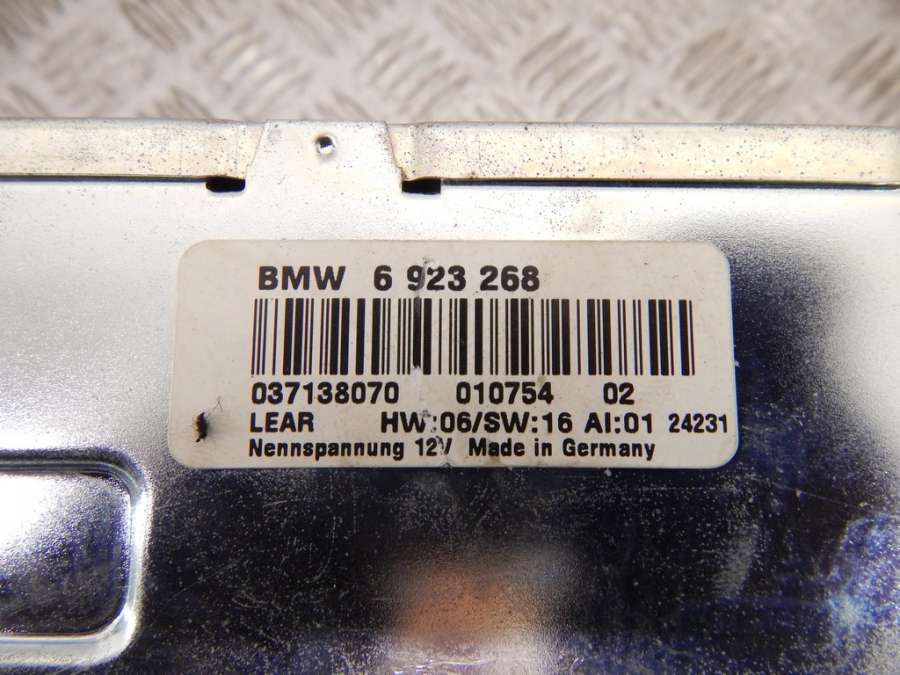 BMW 6 923 268
037138070 010754 02
LEAR HW:06/SW:16 AI:01 24231
Nennspannung 12V Made in Germany